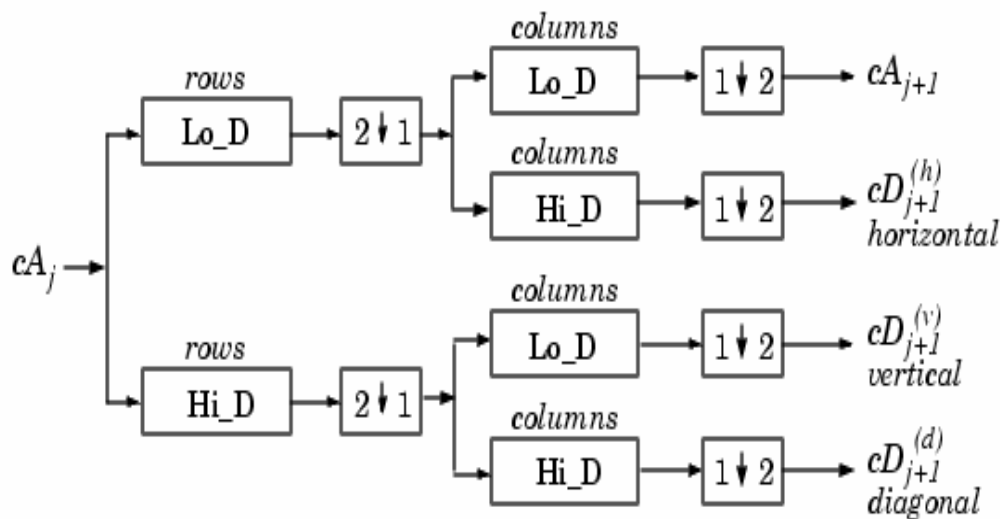 columns
rows
Lo_D
2 ↓ 1
Lo_D
1 ↓ 2
cA_{j+1}
columns
Hi_D
1 ↓ 2
cD_{j+1}^{(h)}
horizontal
cA_j
columns
rows
Lo_D
1 ↓ 2
cD_{j+1}^{(v)}
vertical
Hi_D
2 ↓ 1
columns
Hi_D
1 ↓ 2
cD_{j+1}^{(d)}
diagonal